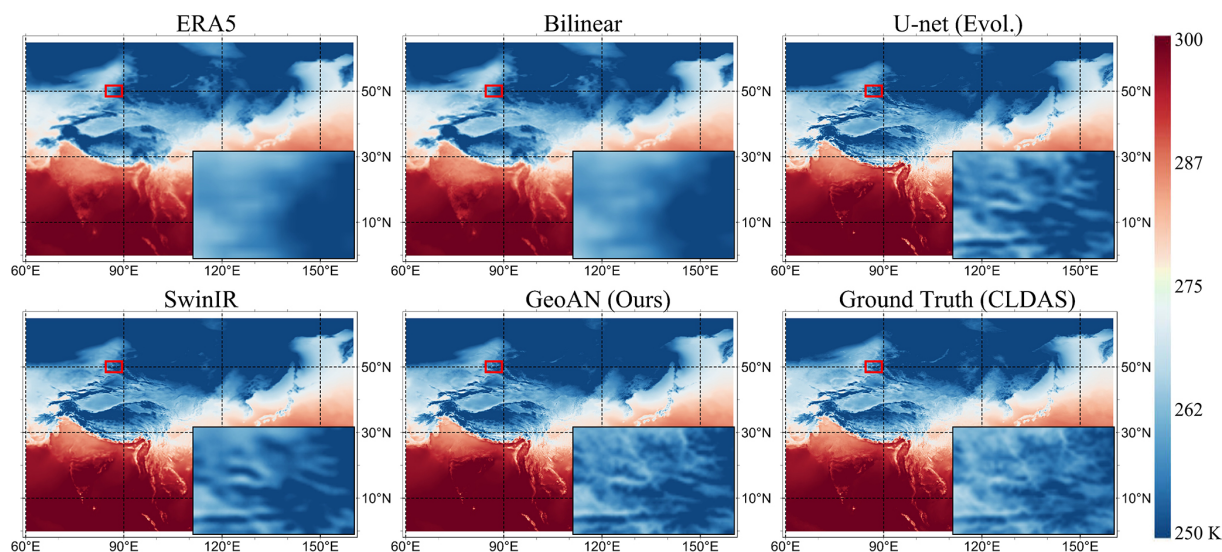 ERA5
Bilinear
U-net (Evol.)
50°N
30°N
10°N
60°E 90°E 120°E 150°E
50°N
30°N
10°N
60°E 90°E 120°E 150°E
50°N
30°N
10°N
60°E 90°E 120°E 150°E
SwinIR
GeoAN (Ours)
Ground Truth (CLDAS)
50°N
30°N
10°N
60°E 90°E 120°E 150°E
50°N
30°N
10°N
60°E 90°E 120°E 150°E
50°N
30°N
10°N
60°E 90°E 120°E 150°E
300
287
275
262
250 K